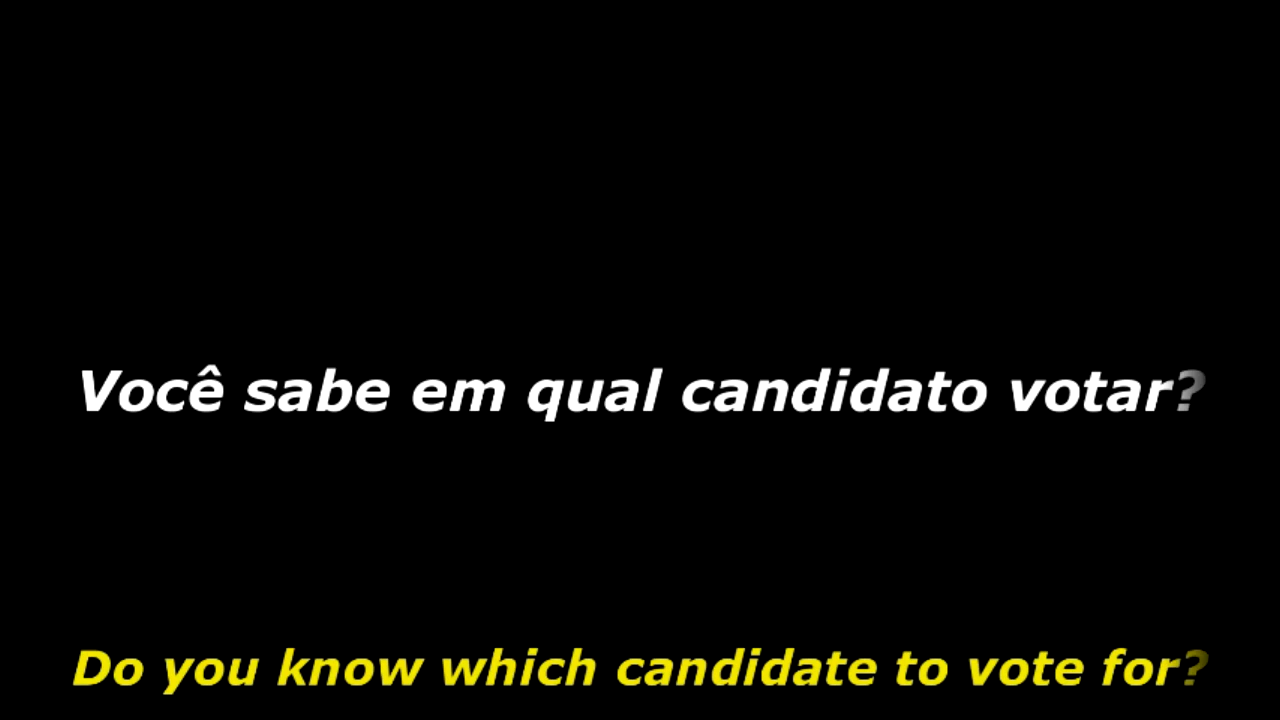 Você sabe em qual candidato votar?
Do you know which candidate to vote for?